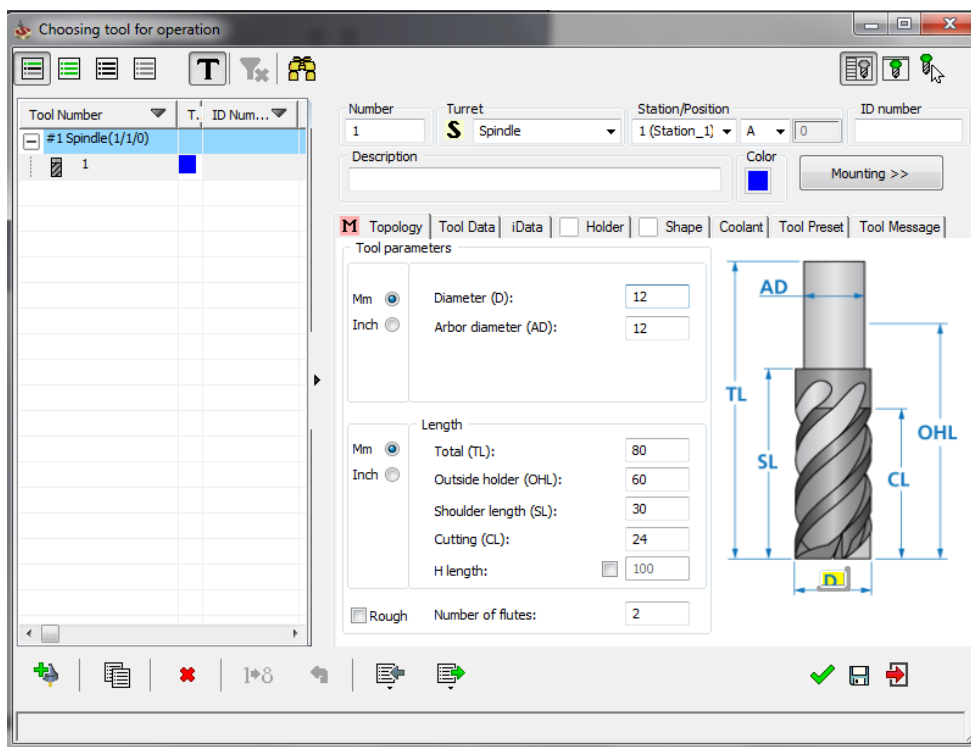 Choosing tool for operation
T
Tool Number T. ID Num...
#1 Spindle(1/1/0)
1
Number Turret Station/Position ID number
1 S Spindle 1 (Station_1) A 0
Description Color
Mounting >>
M Topology Tool Data iData Holder Shape Coolant Tool Preset Tool Message
Tool parameters
Mm Diameter (D): 12
Inch Arbor diameter (AD): 12
Length
Mm Total (TL): 80
Inch Outside holder (OHL): 60
Shoulder length (SL): 30
Cutting (CL): 24
H length: 100
Rough Number of flutes: 2
AD
TL
OHL
SL
CL
D
1 8